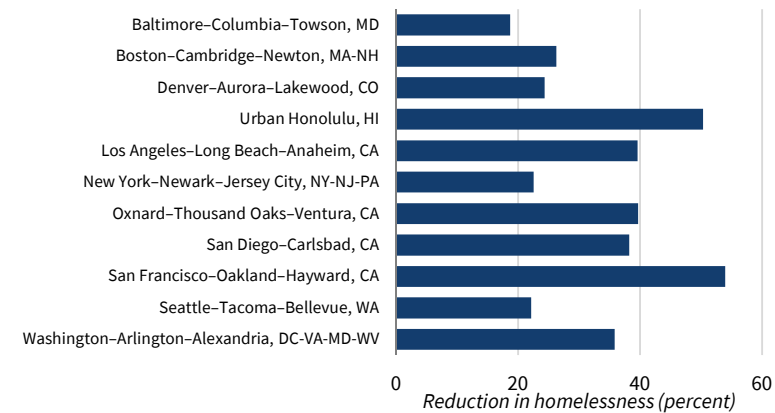 Baltimore–Columbia–Towson, MD
Boston–Cambridge–Newton, MA-NH
Denver–Aurora–Lakewood, CO
Urban Honolulu, HI
Los Angeles–Long Beach–Anaheim, CA
New York–Newark–Jersey City, NY-NJ-PA
Oxnard–Thousand Oaks–Ventura, CA
San Diego–Carlsbad, CA
San Francisco–Oakland–Hayward, CA
Seattle–Tacoma–Bellevue, WA
Washington–Arlington–Alexandria, DC-VA-MD-WV
0 20 40 60
Reduction in homelessness (percent)